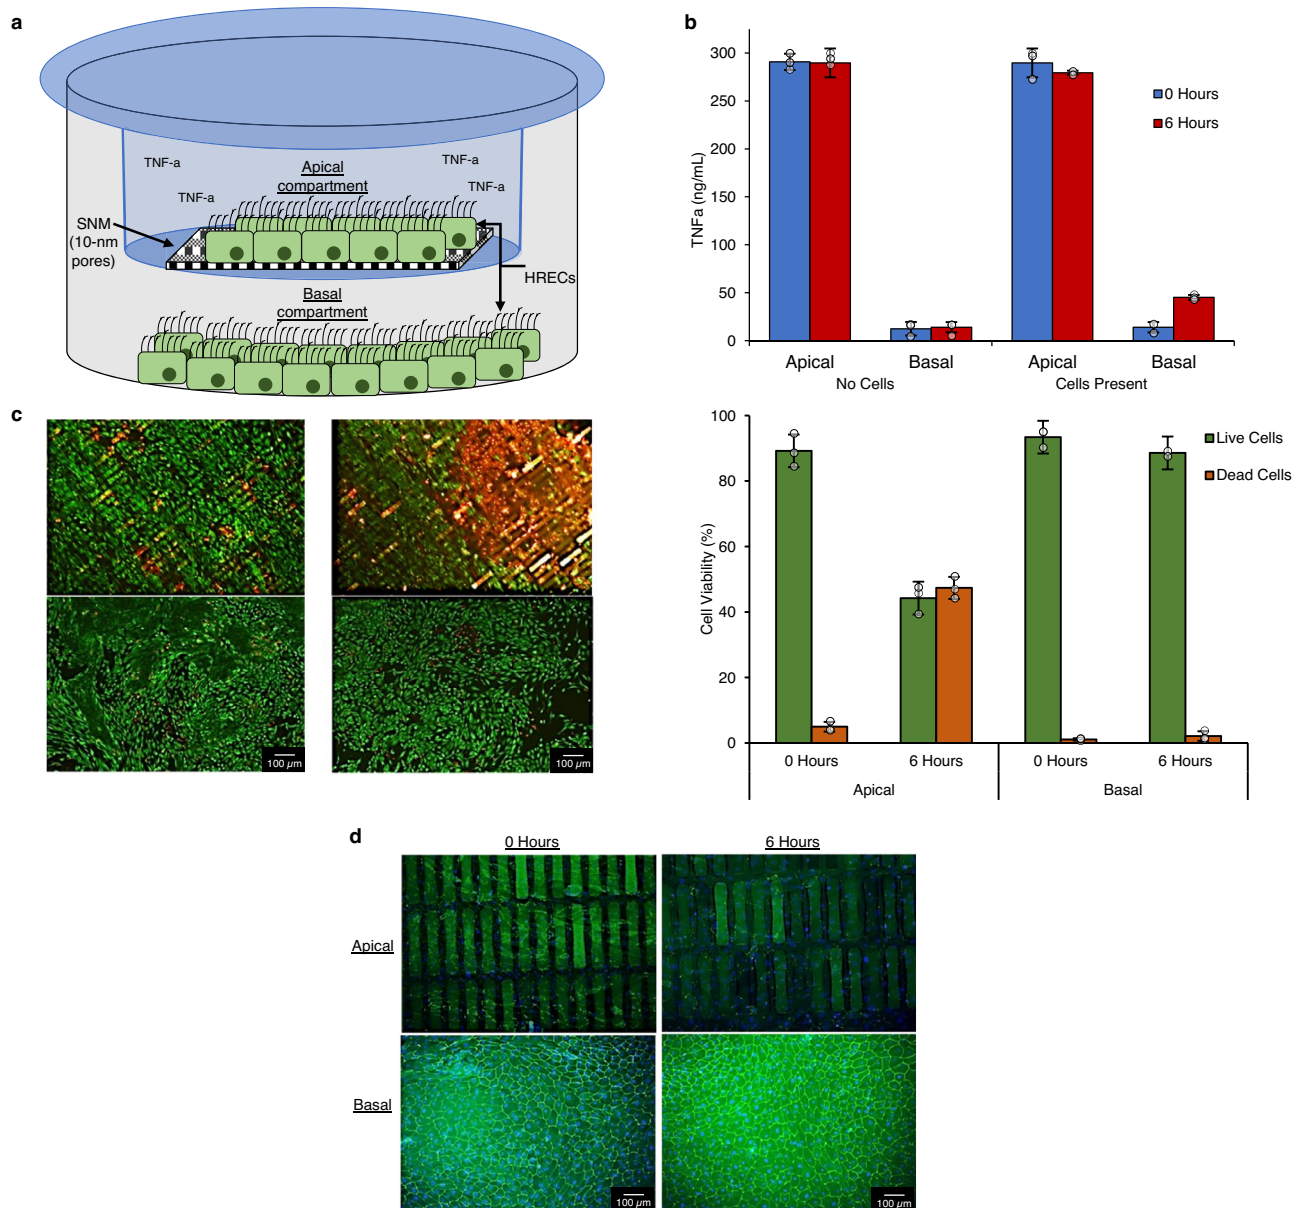 a
TNF-a
TNF-a
TNF-a
TNF-a
Apical
compartment
SNM
(10-nm
pores)
HRECs
Basal
compartment
b
300
250
200
150
100
50
0
TNFa (ng/mL)
0 Hours
6 Hours
Apical
Basal
Apical
Basal
No Cells
Cells Present
c
100 µm
100 µm
100
80
60
40
20
0
Cell Viability (%)
Live Cells
Dead Cells
0 Hours
6 Hours
0 Hours
6 Hours
Apical
Basal
d
0 Hours
6 Hours
Apical
Basal
100 µm
100 µm